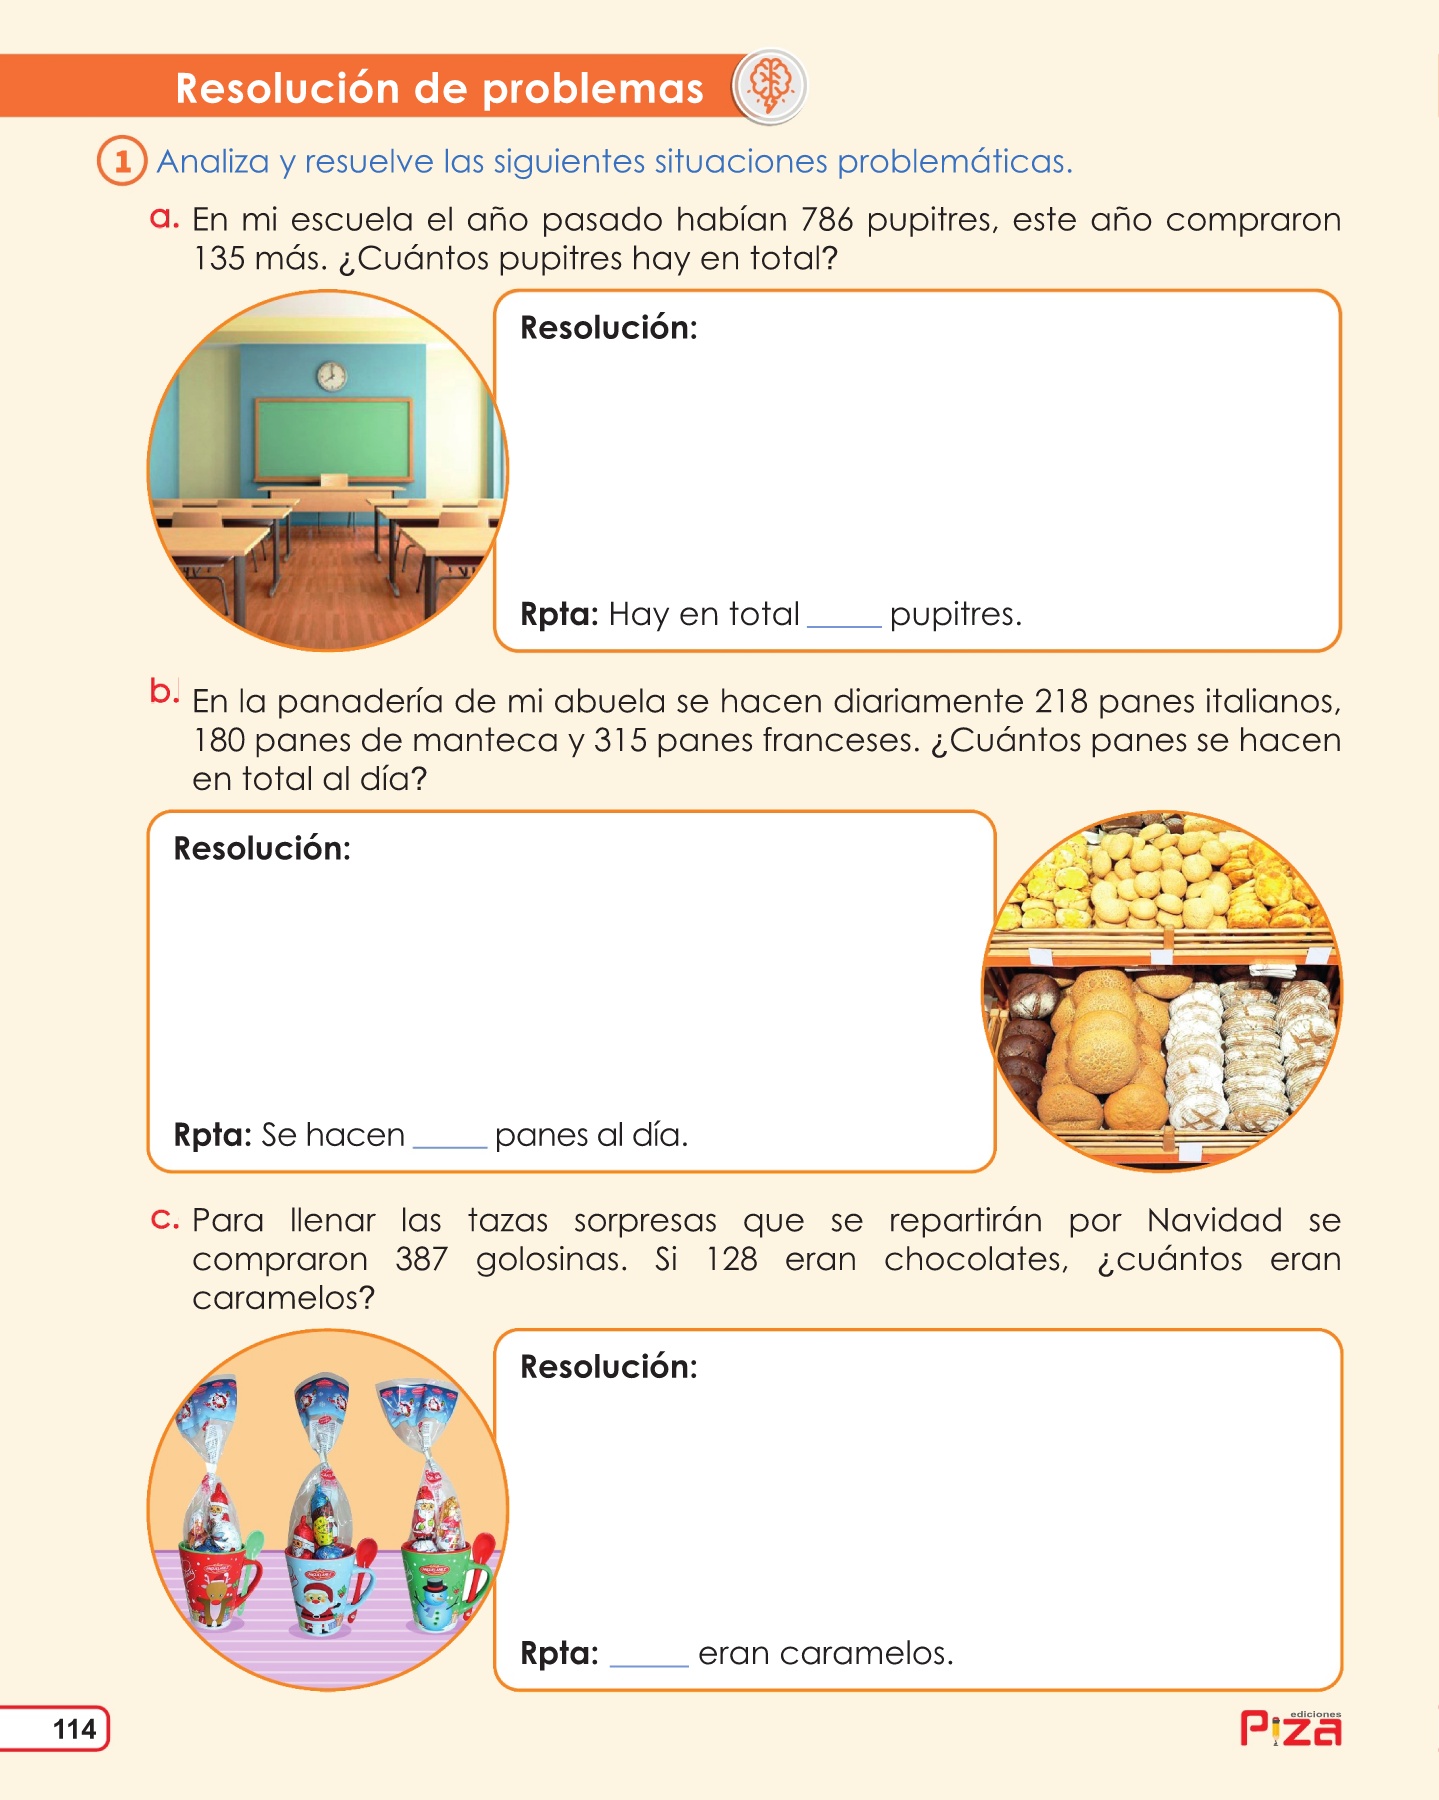 Resolución de problemas
1 Analiza y resuelve las siguientes situaciones problemáticas.
a. En mi escuela el año pasado habían 786 pupitres, este año compraron
135 más. ¿Cuántos pupitres hay en total?
Resolución:
Rpta: Hay en total _____ pupitres.
b. En la panadería de mi abuela se hacen diariamente 218 panes italianos,
180 panes de manteca y 315 panes franceses. ¿Cuántos panes se hacen
en total al día?
Resolución:
Rpta: Se hacen _____ panes al día.
c. Para llenar las tazas sorpresas que se repartirán por Navidad se
compraron 387 golosinas. Si 128 eran chocolates, ¿cuántos eran
caramelos?
Resolución:
Rpta: _____ eran caramelos.
114
ediciones
Piza